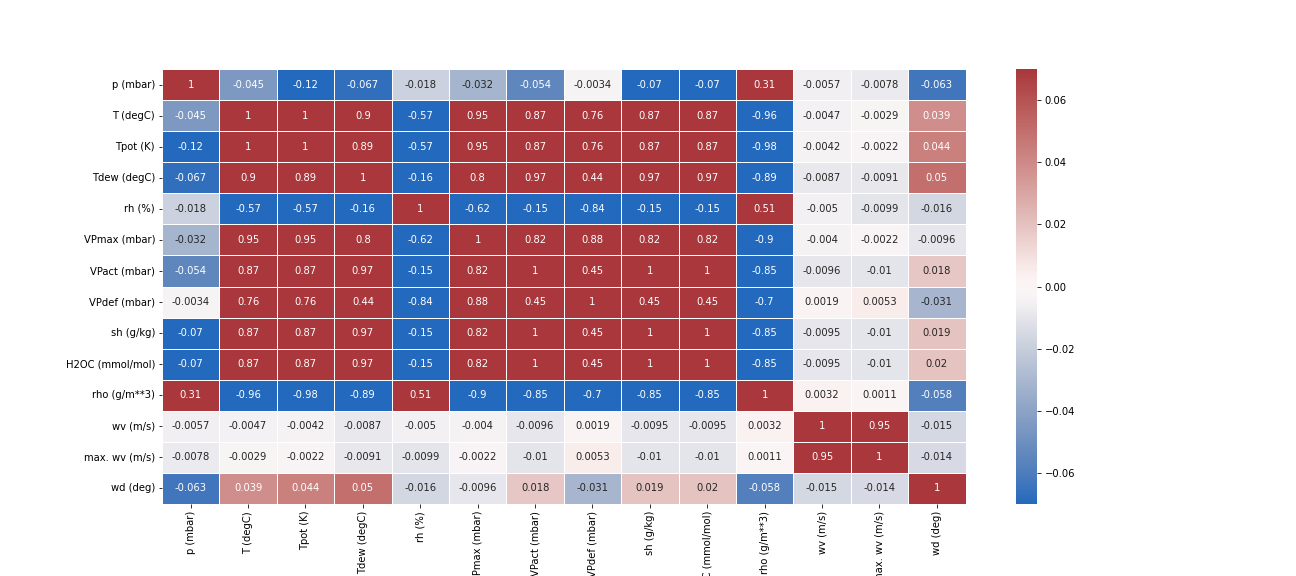 p (mbar) 1 -0.045 -0.12 -0.067 -0.018 -0.032 -0.054 -0.0034 -0.07 -0.07 0.31 -0.0057 -0.0078 -0.063
T (degC) -0.045 1 1 0.9 -0.57 0.95 0.87 0.76 0.87 0.87 -0.96 -0.0047 -0.0029 0.039
Tpot (K) -0.12 1 1 0.89 -0.57 0.95 0.87 0.76 0.87 0.87 -0.98 -0.0042 -0.0022 0.044
Tdew (degC) -0.067 0.9 0.89 1 -0.16 0.8 0.97 0.44 0.97 0.97 -0.89 -0.0087 -0.0091 0.05
rh (%) -0.018 -0.57 -0.57 -0.16 1 -0.62 -0.15 -0.84 -0.15 -0.15 0.51 -0.005 -0.0099 -0.016
VPmax (mbar) -0.032 0.95 0.95 0.8 -0.62 1 0.82 0.88 0.82 0.82 -0.9 -0.004 -0.0022 -0.0096
VPact (mbar) -0.054 0.87 0.87 0.97 -0.15 0.82 1 0.45 1 1 -0.85 -0.0096 -0.01 0.018
VPdef (mbar) -0.0034 0.76 0.76 0.44 -0.84 0.88 0.45 1 0.45 0.45 -0.7 0.0019 0.0053 -0.031
sh (g/kg) -0.07 0.87 0.87 0.97 -0.15 0.82 1 0.45 1 1 -0.85 -0.0095 -0.01 0.019
H2OC (mmol/mol) -0.07 0.87 0.87 0.97 -0.15 0.82 1 0.45 1 1 -0.85 -0.0095 -0.01 0.02
rho (g/m**3) 0.31 -0.96 -0.98 -0.89 0.51 -0.9 -0.85 -0.7 -0.85 -0.85 1 0.0032 0.0011 -0.058
wv (m/s) -0.0057 -0.0047 -0.0042 -0.0087 -0.005 -0.004 -0.0096 0.0019 -0.0095 -0.0095 0.0032 1 0.95 -0.015
max. wv (m/s) -0.0078 -0.0029 -0.0022 -0.0091 -0.0099 -0.0022 -0.01 0.0053 -0.01 -0.01 0.0011 0.95 1 -0.014
wd (deg) -0.063 0.039 0.044 0.05 -0.016 -0.0096 0.018 -0.031 0.019 0.02 -0.058 -0.015 -0.014 1
p (mbar)
T (degC)
Tpot (K)
Tdew (degC)
rh (%)
Pmax (mbar)
VPact (mbar)
VPdef (mbar)
sh (g/kg)
C (mmol/mol)
rho (g/m**3)
wv (m/s)
ax. wv (m/s)
wd (deg)
0.06
0.04
0.02
0.00
−0.02
−0.04
−0.06